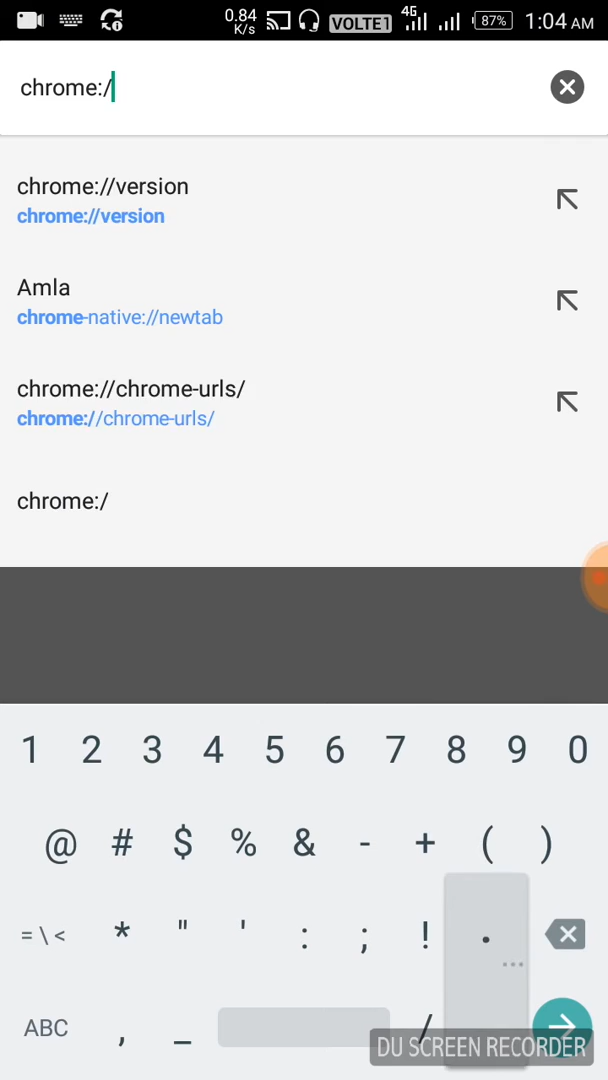 0.84 K/s VOLTE1 4G 87% 1:04 AM
chrome:/
chrome://version
chrome://version
Amla
chrome-native://newtab
chrome://chrome-urls/
chrome://chrome-urls/
chrome:/
1 2 3 4 5 6 7 8 9 0
@ # $ % & - + ( )
= \ < * " ' : ; ! .
ABC , _ /
DU SCREEN RECORDER